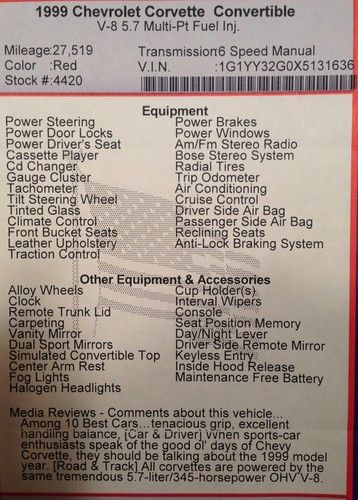 1999 Chevrolet Corvette Convertible
V-8 5.7 Multi-Pt Fuel Inj.
Mileage:27,519 Transmission6 Speed Manual
Color :Red V.I.N. :1G1YY32G0X5131636
Stock #:4420
Equipment
Power Steering Power Brakes
Power Door Locks Power Windows
Power Driver's Seat Am/Fm Stereo Radio
Cassette Player Bose Stereo System
Cd Changer Radial Tires
Gauge Cluster Trip Odometer
Tachometer Air Conditioning
Tilt Steering Wheel Cruise Control
Tinted Glass Driver Side Air Bag
Climate Control Passenger Side Air Bag
Front Bucket Seats Reclining Seats
Leather Upholstery Anti-Lock Braking System
Traction Control
Other Equipment & Accessories
Alloy Wheels Cup Holder(s)
Clock Interval Wipers
Remote Trunk Lid Console
Carpeting Seat Position Memory
Vanity Mirror Day/Night Lever
Dual Sport Mirrors Driver Side Remote Mirror
Simulated Convertible Top Keyless Entry
Center Arm Rest Inside Hood Release
Fog Lights Maintenance Free Battery
Halogen Headlights
Media Reviews - Comments about this vehicle...
Among 10 Best Cars...tenacious grip, excellent
handling balance, [Car & Driver] When sports-car
enthusiasts speak of the good ol' days of Chevy
Corvette, they should be talking about the 1999 model
year. [Road & Track] All corvettes are powered by the
same tremendous 5.7-liter/345-horsepower OHV V-8.